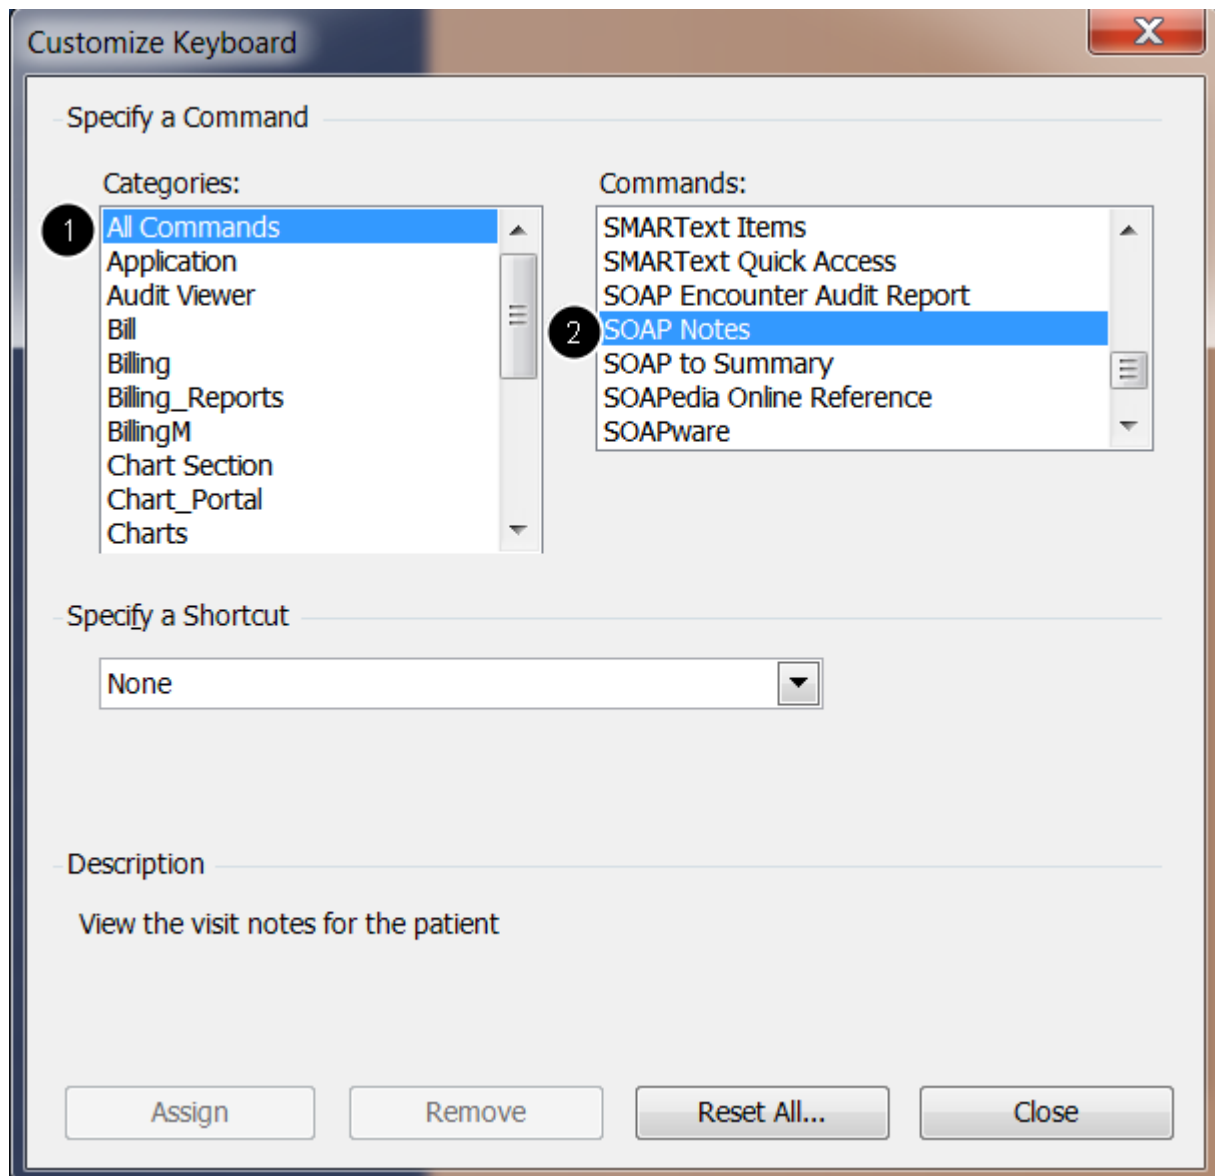 Customize Keyboard
X
Specify a Command
Categories:
1
All Commands
Application
Audit Viewer
Bill
Billing
Billing_Reports
BillingM
Chart Section
Chart_Portal
Charts
Commands:
SMARText Items
SMARText Quick Access
SOAP Encounter Audit Report
2
SOAP Notes
SOAP to Summary
SOAPedia Online Reference
SOAPware
Specify a Shortcut
None
Description
View the visit notes for the patient
Assign
Remove
Reset All...
Close